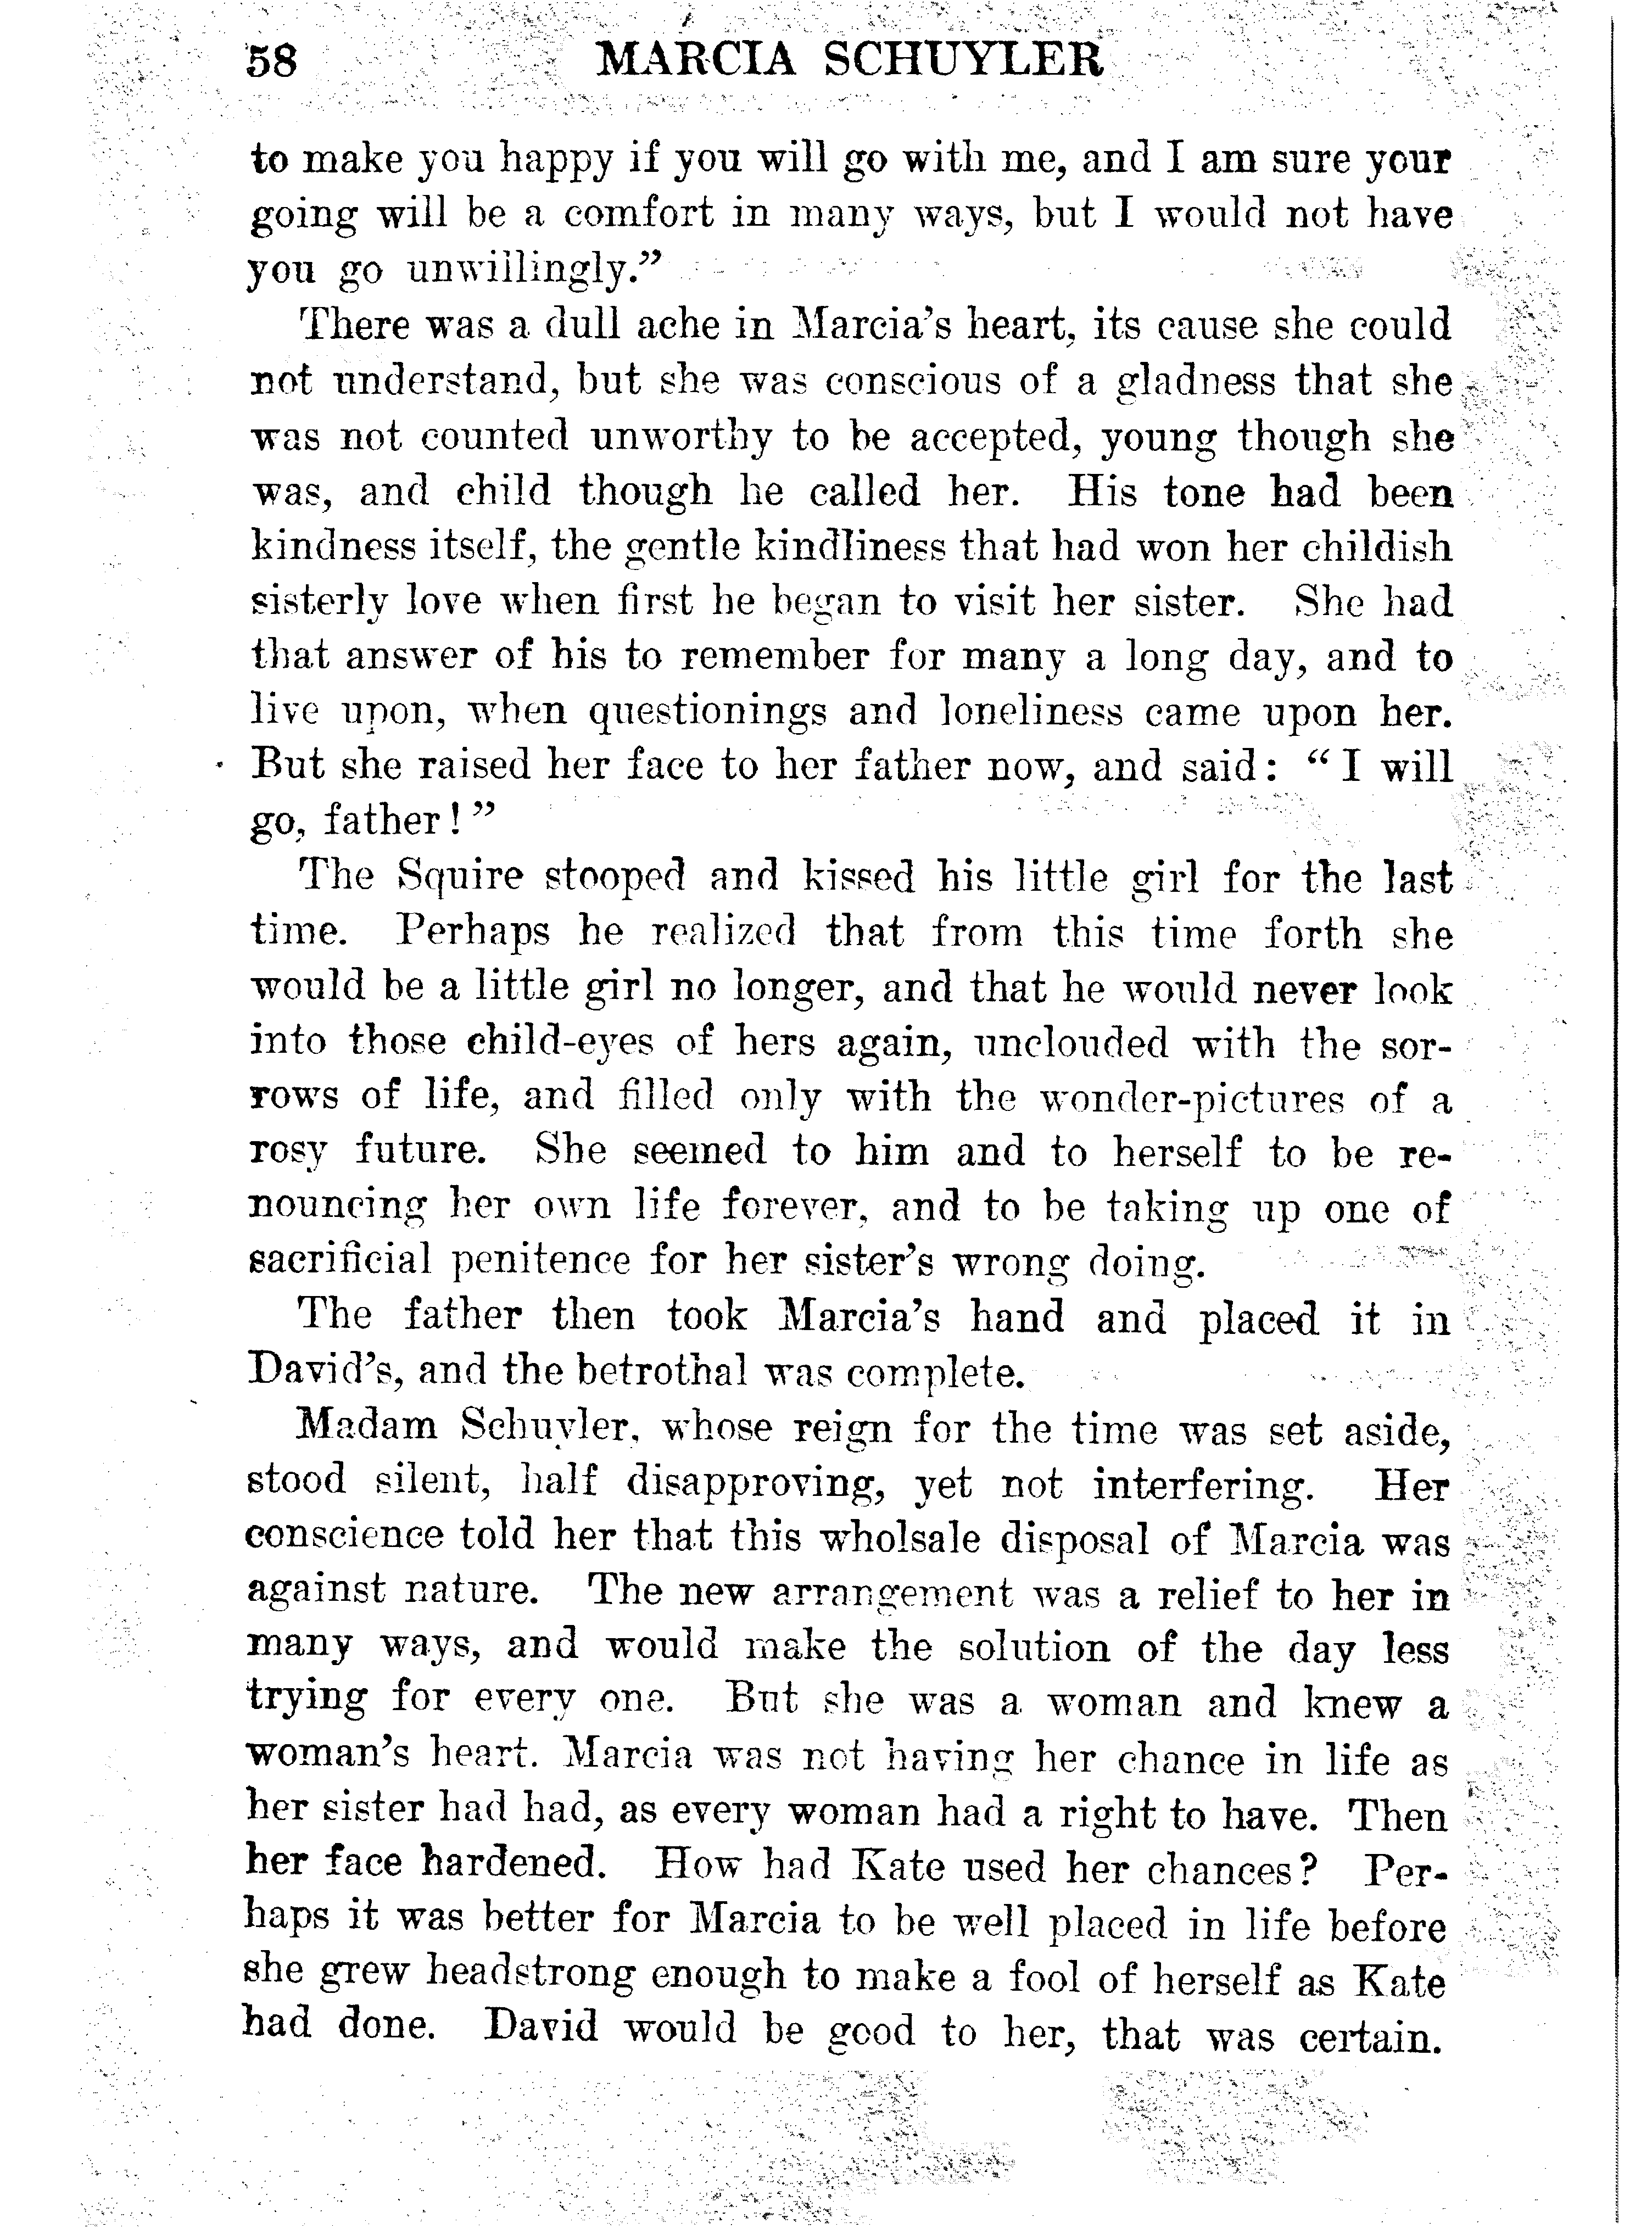 58 MARCIA SCHUYLER
to make you happy if you will go with me, and I am sure your
going will be a comfort in many ways, but I would not have
you go unwillingly.”
There was a dull ache in Marcia’s heart, its cause she could
not understand, but she was conscious of a gladness that she
was not counted unworthy to be accepted, young though she
was, and child though he called her. His tone had been
kindness itself, the gentle kindliness that had won her childish
sisterly love when first he began to visit her sister. She had
that answer of his to remember for many a long day, and to
live upon, when questionings and loneliness came upon her.
But she raised her face to her father now, and said: “I will
go, father!”
The Squire stooped and kissed his little girl for the last
time. Perhaps he realized that from this time forth she
would be a little girl no longer, and that he would never look
into those child-eyes of hers again, unclouded with the sor-
rows of life, and filled only with the wonder-pictures of a
rosy future. She seemed to him and to herself to be re-
nouncing her own life forever, and to be taking up one of
sacrificial penitence for her sister’s wrong doing.
The father then took Marcia’s hand and placed it in
David’s, and the betrothal was complete.
Madam Schuyler, whose reign for the time was set aside,
stood silent, half disapproving, yet not interfering. Her
conscience told her that this wholsale disposal of Marcia was
against nature. The new arrangement was a relief to her in
many ways, and would make the solution of the day less
trying for every one. But she was a woman and knew a
woman’s heart. Marcia was not having her chance in life as
her sister had had, as every woman had a right to have. Then
her face hardened. How had Kate used her chances? Per-
haps it was better for Marcia to be well placed in life before
she grew headstrong enough to make a fool of herself as Kate
had done. David would be good to her, that was certain.